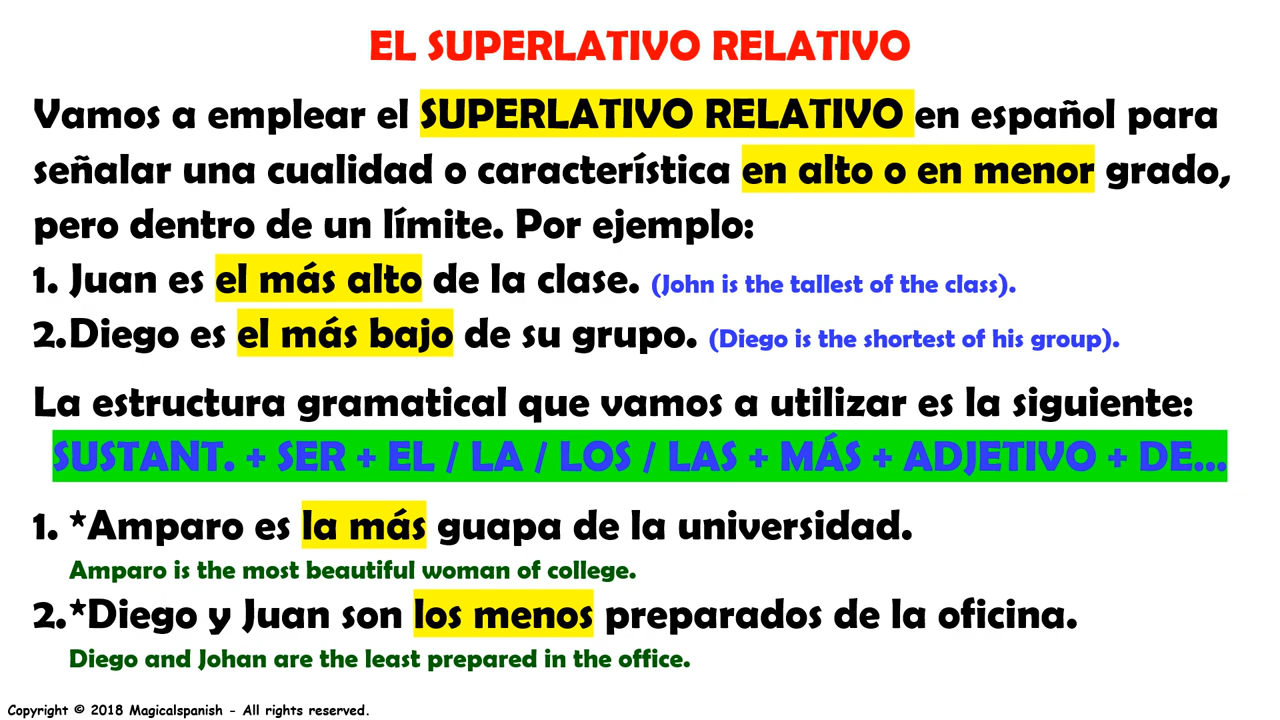 EL SUPERLATIVO RELATIVO
Vamos a emplear el SUPERLATIVO RELATIVO en español para
señalar una cualidad o característica en alto o en menor grado,
pero dentro de un límite. Por ejemplo:
1. Juan es el más alto de la clase. (John is the tallest of the class).
2.Diego es el más bajo de su grupo. (Diego is the shortest of his group).
La estructura gramatical que vamos a utilizar es la siguiente:
SUSTANT. + SER + EL / LA / LOS / LAS + MÁS + ADJETIVO + DE...
1. *Amparo es la más guapa de la universidad.
Amparo is the most beautiful woman of college.
2.*Diego y Juan son los menos preparados de la oficina.
Diego and Johan are the least prepared in the office.
Copyright © 2018 Magicalspanish - All rights reserved.